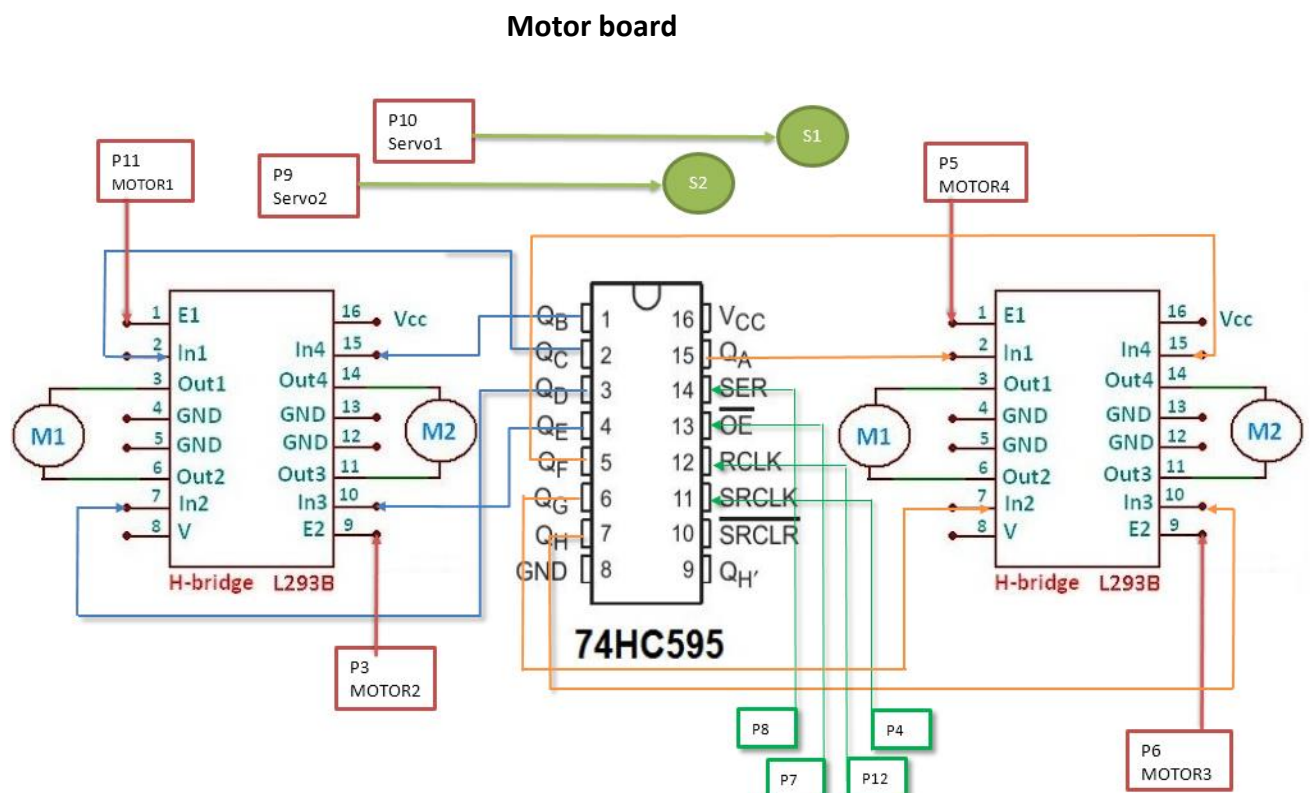 Motor board
P10
Servo1
S1
P11
MOTOR1
P9
Servo2
S2
P5
MOTOR4
1 E1
2 In1
3 Out1
4 GND
5 GND
6 Out2
7 In2
8 V
16 Vcc
In4 15
Out4 14
GND 13
GND 12
Out3 11
In3 10
E2 9
M1
M2
H-bridge L293B
QB 1
QC 2
QD 3
QE 4
QF 5
QG 6
QH 7
GND 8
16 VCC
15 QA
14 SER
13 OE
12 RCLK
11 SRCLK
10 SRCLR
9 QH'
74HC595
1 E1
2 In1
3 Out1
4 GND
5 GND
6 Out2
7 In2
8 V
16 Vcc
In4 15
Out4 14
GND 13
GND 12
Out3 11
In3 10
E2 9
M1
M2
H-bridge L293B
P3
MOTOR2
P8
P4
P7
P12
P6
MOTOR3